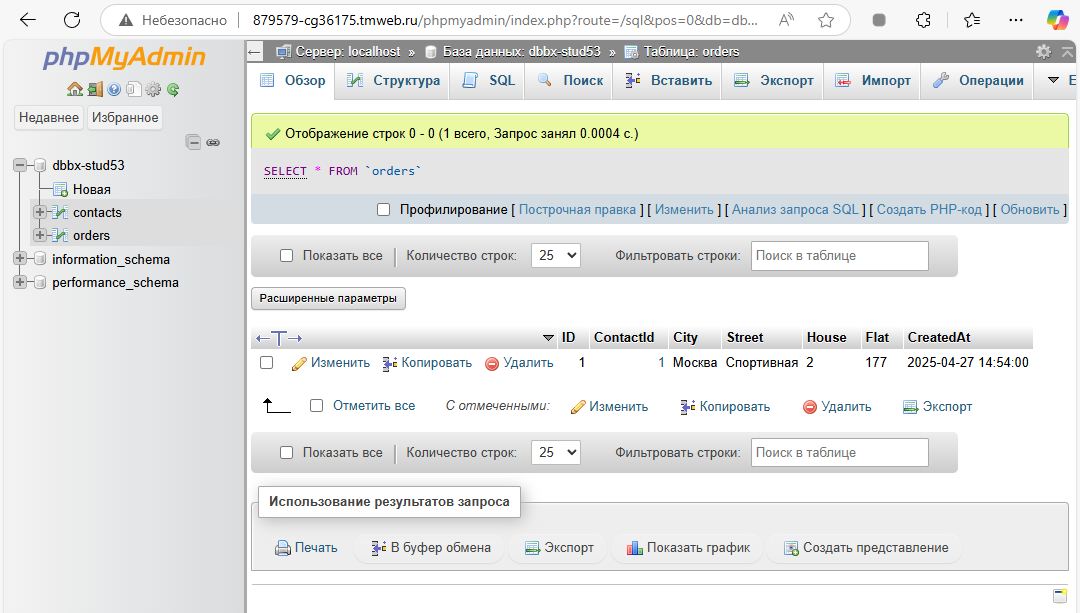 Небезопасно 879579-cg36175.tmweb.ru/phpmyadmin/index.php?route=/sql&pos=0&db=db...
phpMyAdmin
Недавнее Избранное
dbbx-stud53
Новая
contacts
orders
information_schema
performance_schema
Сервер: localhost » База данных: dbbx-stud53 » Таблица: orders
Обзор Структура SQL Поиск Вставить Экспорт Импорт Операции Е
Отображение строк 0 - 0 (1 всего, Запрос занял 0.0004 с.)
SELECT * FROM `orders`
Профилирование [ Построчная правка ] [ Изменить ] [ Анализ запроса SQL ] [ Создать PHP-код ] [ Обновить ]
Показать все Количество строк: 25 Фильтровать строки: Поиск в таблице
Расширенные параметры
←T→ ID ContactId City Street House Flat CreatedAt
Изменить Копировать Удалить 1 1 Москва Спортивная 2 177 2025-04-27 14:54:00
Отметить все С отмеченными: Изменить Копировать Удалить Экспорт
Показать все Количество строк: 25 Фильтровать строки: Поиск в таблице
Использование результатов запроса
Печать В буфер обмена Экспорт Показать график Создать представление